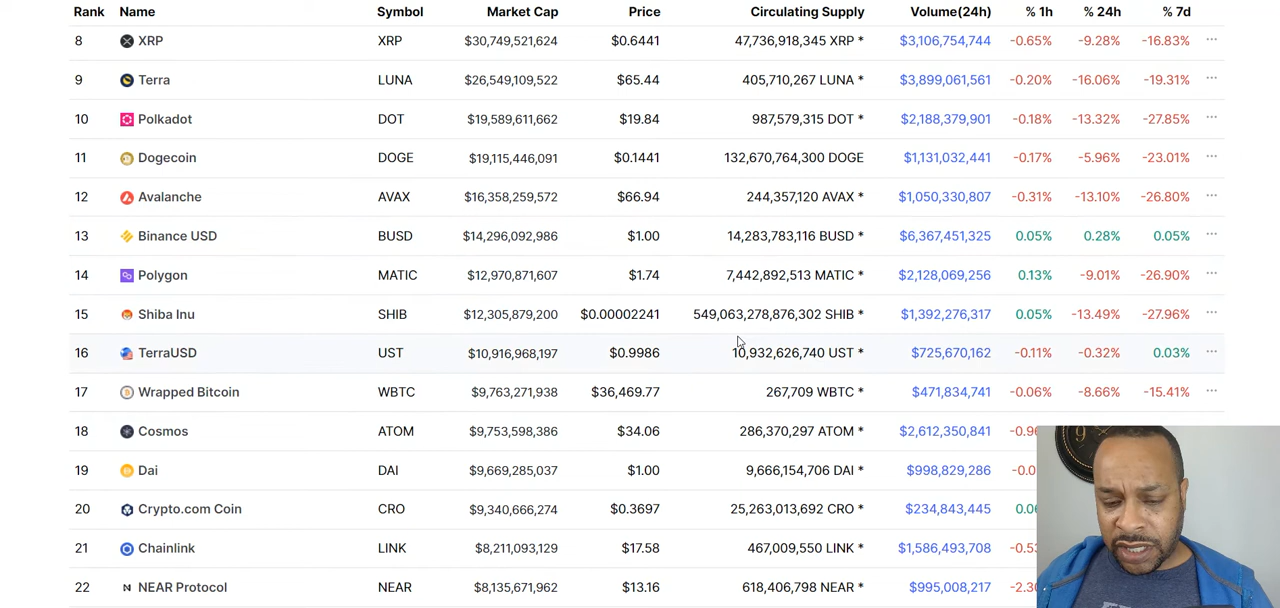 Rank Name Symbol Market Cap Price Circulating Supply Volume(24h) % 1h % 24h % 7d
8 XRP XRP $30,749,521,624 $0.6441 47,736,918,345 XRP * $3,106,754,744 -0.65% -9.28% -16.83% ...
9 Terra LUNA $26,549,109,522 $65.44 405,710,267 LUNA * $3,899,061,561 -0.20% -16.06% -19.31% ...
10 Polkadot DOT $19,589,611,662 $19.84 987,579,315 DOT * $2,188,379,901 -0.18% -13.32% -27.85% ...
11 Dogecoin DOGE $19,115,446,091 $0.1441 132,670,764,300 DOGE $1,131,032,441 -0.17% -5.96% -23.01% ...
12 Avalanche AVAX $16,358,259,572 $66.94 244,357,120 AVAX * $1,050,330,807 -0.31% -13.10% -26.80% ...
13 Binance USD BUSD $14,296,092,986 $1.00 14,283,783,116 BUSD * $6,367,451,325 0.05% 0.28% 0.05% ...
14 Polygon MATIC $12,970,871,607 $1.74 7,442,892,513 MATIC * $2,128,069,256 0.13% -9.01% -26.90% ...
15 Shiba Inu SHIB $12,305,879,200 $0.00002241 549,063,278,876,302 SHIB * $1,392,276,317 0.05% -13.49% -27.96% ...
16 TerraUSD UST $10,916,968,197 $0.9986 10,932,626,740 UST * $725,670,162 -0.11% -0.32% 0.03% ...
17 Wrapped Bitcoin WBTC $9,763,271,938 $36,469.77 267,709 WBTC * $471,834,741 -0.06% -8.66% -15.41% ...
18 Cosmos ATOM $9,753,598,386 $34.06 286,370,297 ATOM * $2,612,350,841
19 Dai DAI $9,669,285,037 $1.00 9,666,154,706 DAI * $998,829,286
20 Crypto.com Coin CRO $9,340,666,274 $0.3697 25,263,013,692 CRO * $234,843,445
21 Chainlink LINK $8,211,093,129 $17.58 467,009,550 LINK * $1,586,493,708
22 NEAR Protocol NEAR $8,135,671,962 $13.16 618,406,798 NEAR * $995,008,217